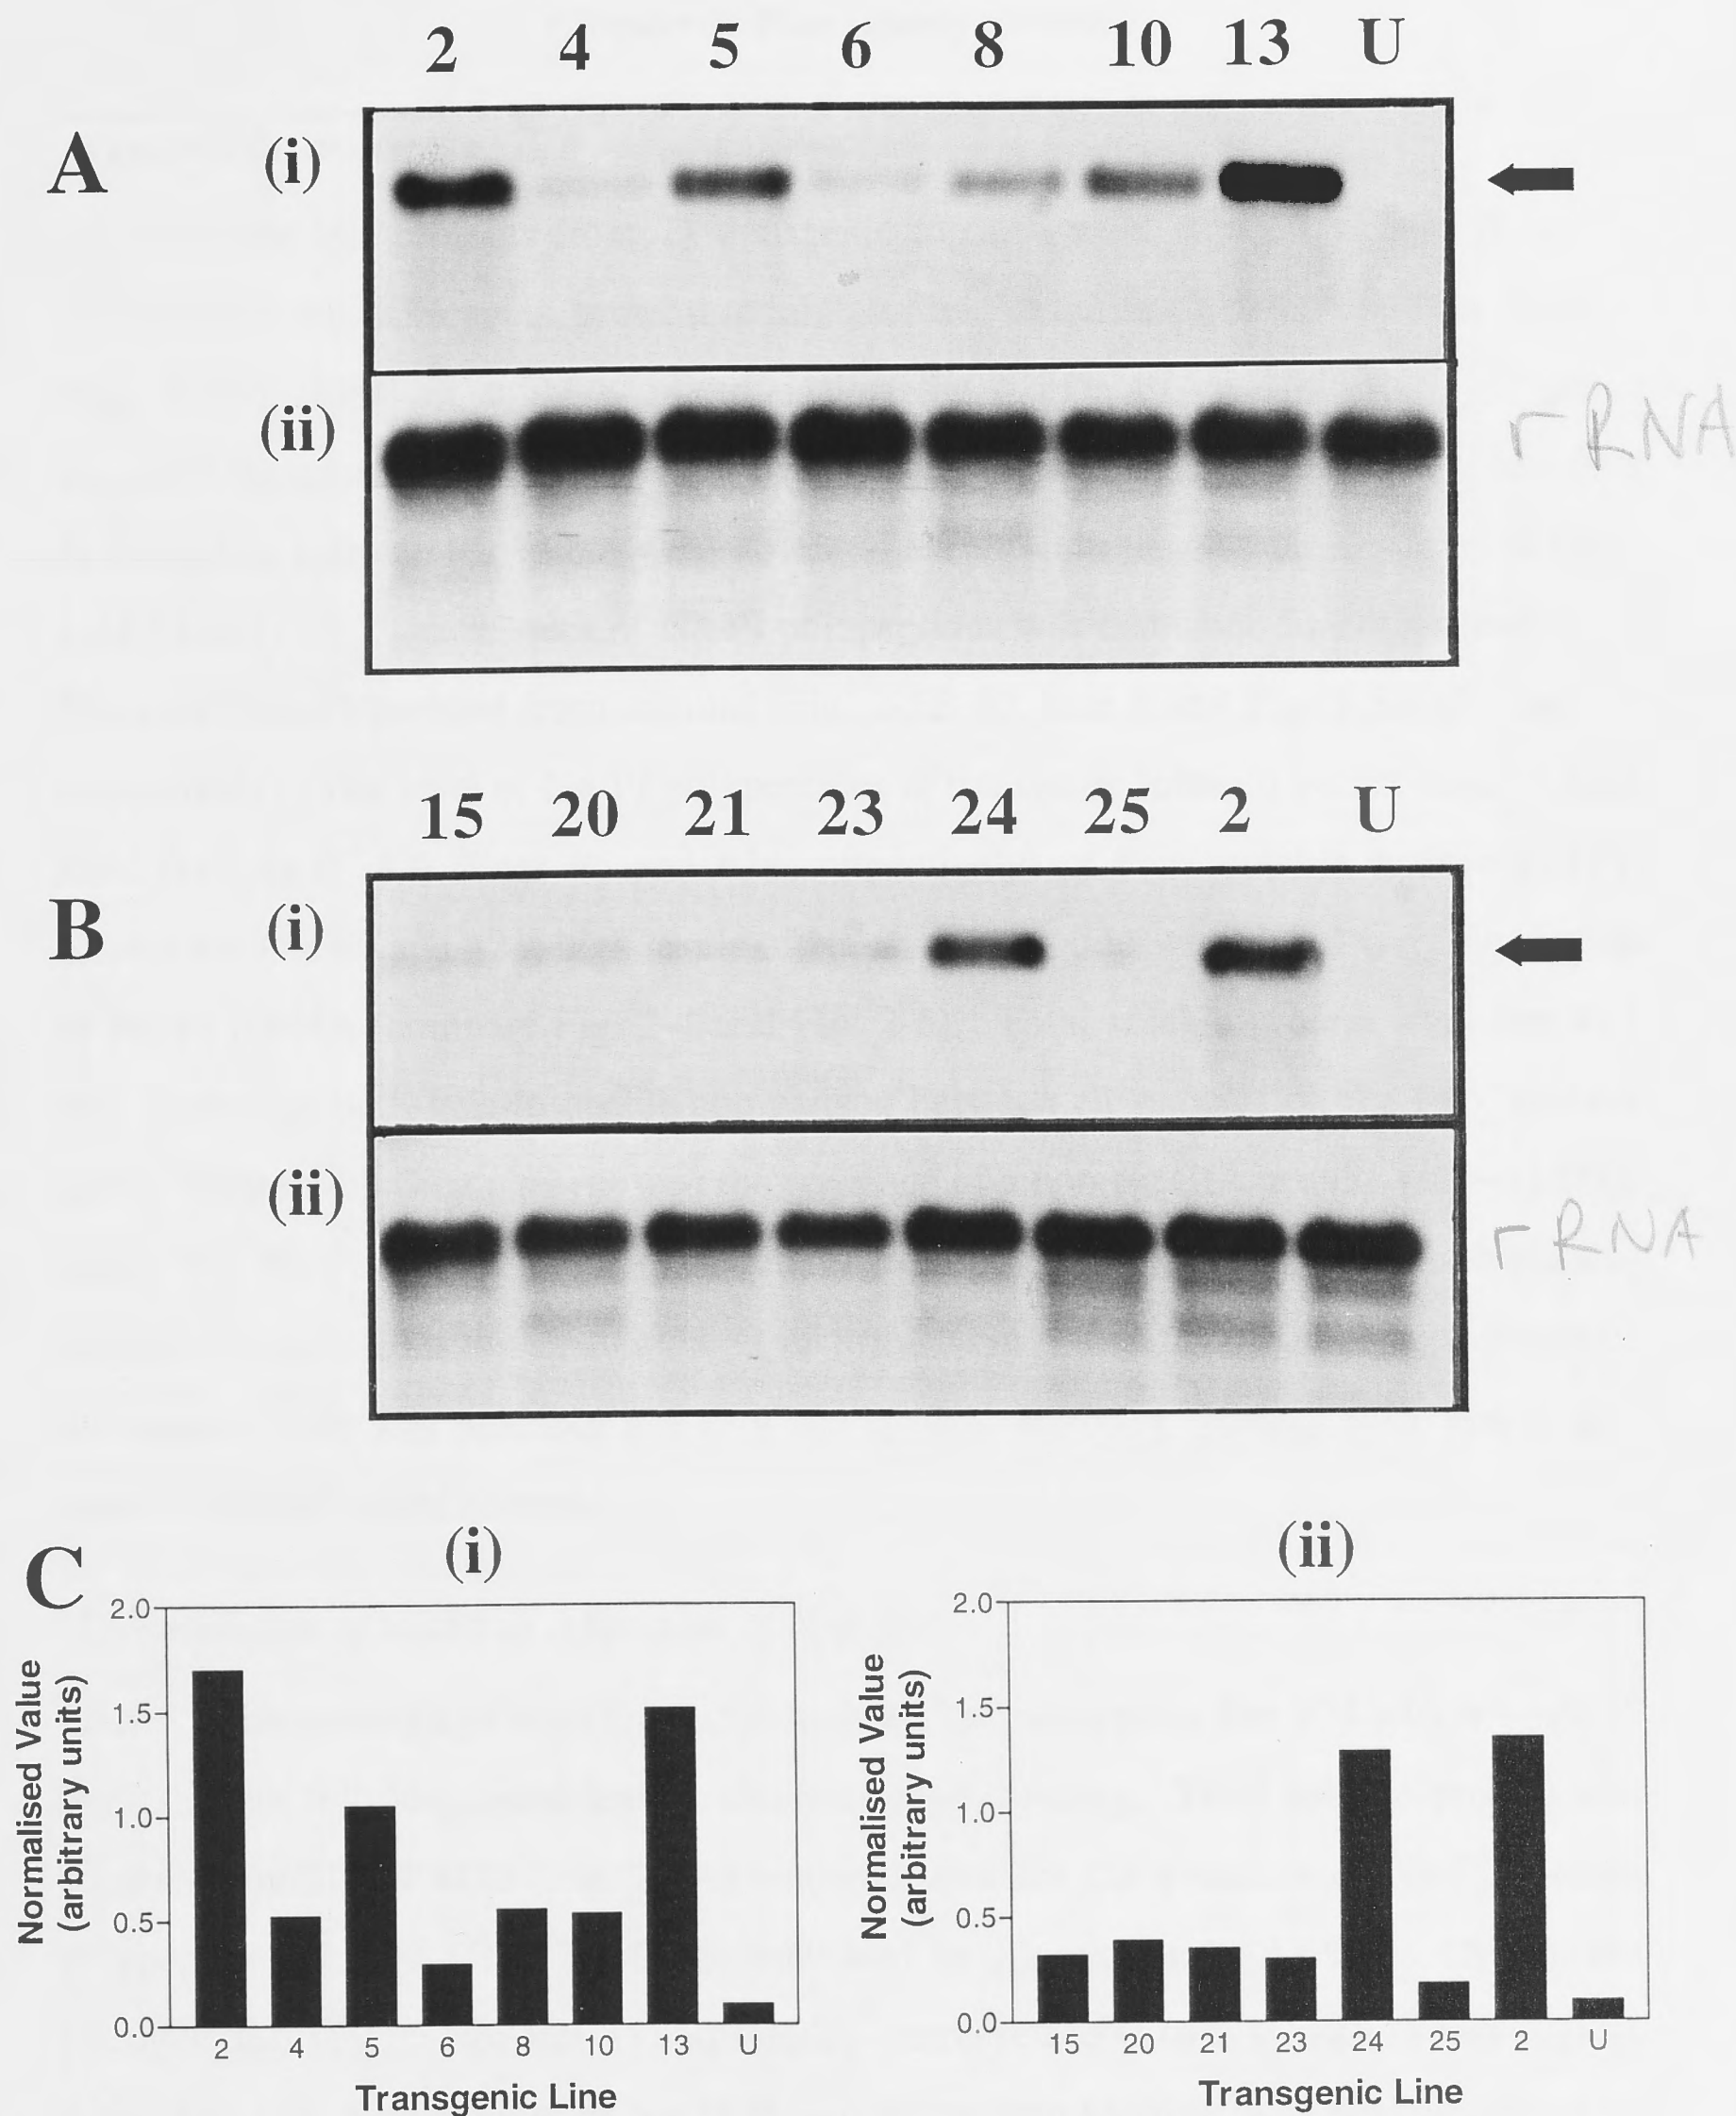 2 4 5 6 8 10 13 U
A (i)
(ii) rRNA
15 20 21 23 24 25 2 U
B (i)
(ii) rRNA
C (i) (ii)
Normalised Value
(arbitrary units)
2.0
1.5
1.0
0.5
0.0
2 4 5 6 8 10 13 U
Transgenic Line
Normalised Value
(arbitrary units)
2.0
1.5
1.0
0.5
0.0
15 20 21 23 24 25 2 U
Transgenic Line